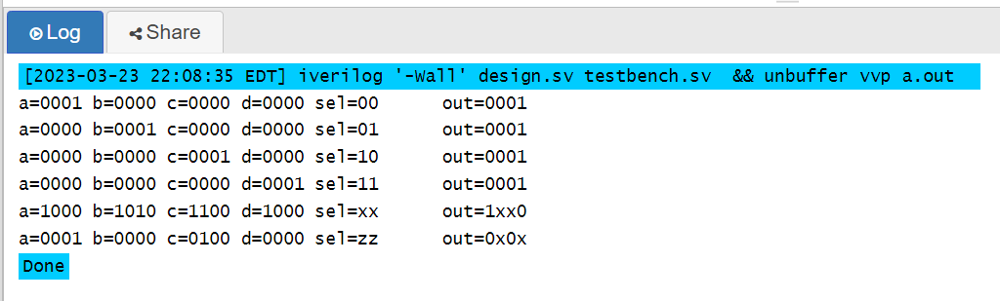 Log Share
[2023-03-23 22:08:35 EDT] iverilog '-Wall' design.sv testbench.sv  && unbuffer vvp a.out
a=0001 b=0000 c=0000 d=0000 sel=00      out=0001
a=0000 b=0001 c=0000 d=0000 sel=01      out=0001
a=0000 b=0000 c=0001 d=0000 sel=10      out=0001
a=0000 b=0000 c=0000 d=0001 sel=11      out=0001
a=1000 b=1010 c=1100 d=1000 sel=xx      out=1xx0
a=0001 b=0000 c=0100 d=0000 sel=zz      out=0x0x
Done